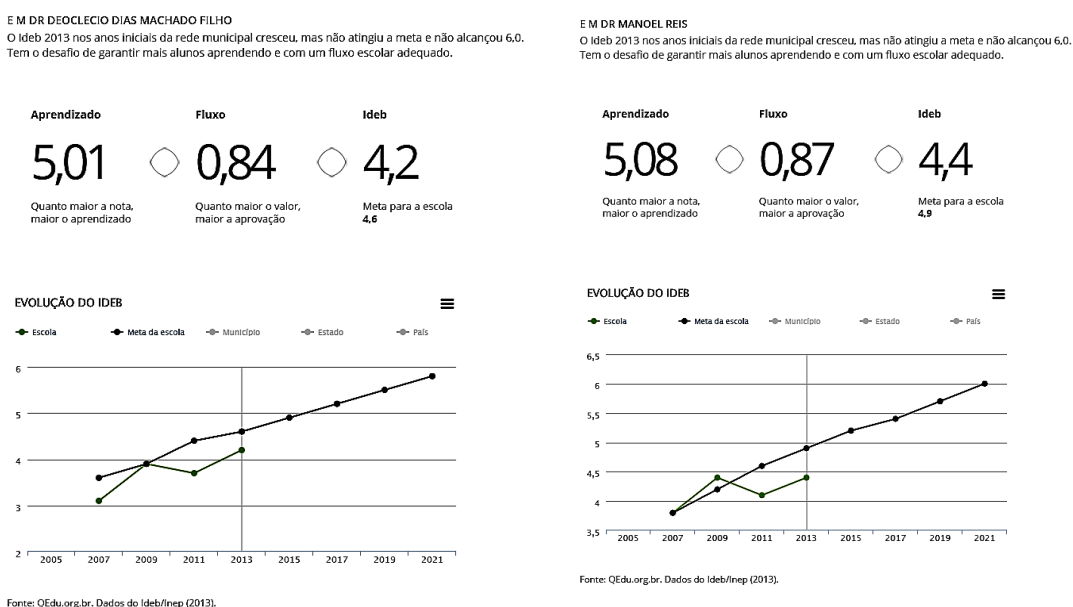 E M DR DEOCLECIO DIAS MACHADO FILHO
O Ideb 2013 nos anos iniciais da rede municipal cresceu, mas não atingiu a meta e não alcançou 6,0.
Tem o desafio de garantir mais alunos aprendendo e com um fluxo escolar adequado.
Aprendizado Fluxo Ideb
5,01 0,84 4,2
Quanto maior a nota, Quanto maior o valor, Meta para a escola
maior o aprendizado maior a aprovação 4,6
EVOLUÇÃO DO IDEB
Escola Meta da escola Município Estado País
6
5
4
3
2
2005 2007 2009 2011 2013 2015 2017 2019 2021
Fonte: QEdu.org.br. Dados do Ideb/Inep (2013).
E M DR MANOEL REIS
O Ideb 2013 nos anos iniciais da rede municipal cresceu, mas não atingiu a meta e não alcançou 6,0.
Tem o desafio de garantir mais alunos aprendendo e com um fluxo escolar adequado.
Aprendizado Fluxo Ideb
5,08 0,87 4,4
Quanto maior a nota, Quanto maior o valor, Meta para a escola
maior o aprendizado maior a aprovação 4,9
EVOLUÇÃO DO IDEB
Escola Meta da escola Município Estado País
6,5
6
5,5
5
4,5
4
3,5
2005 2007 2009 2011 2013 2015 2017 2019 2021
Fonte: QEdu.org.br. Dados do Ideb/Inep (2013).